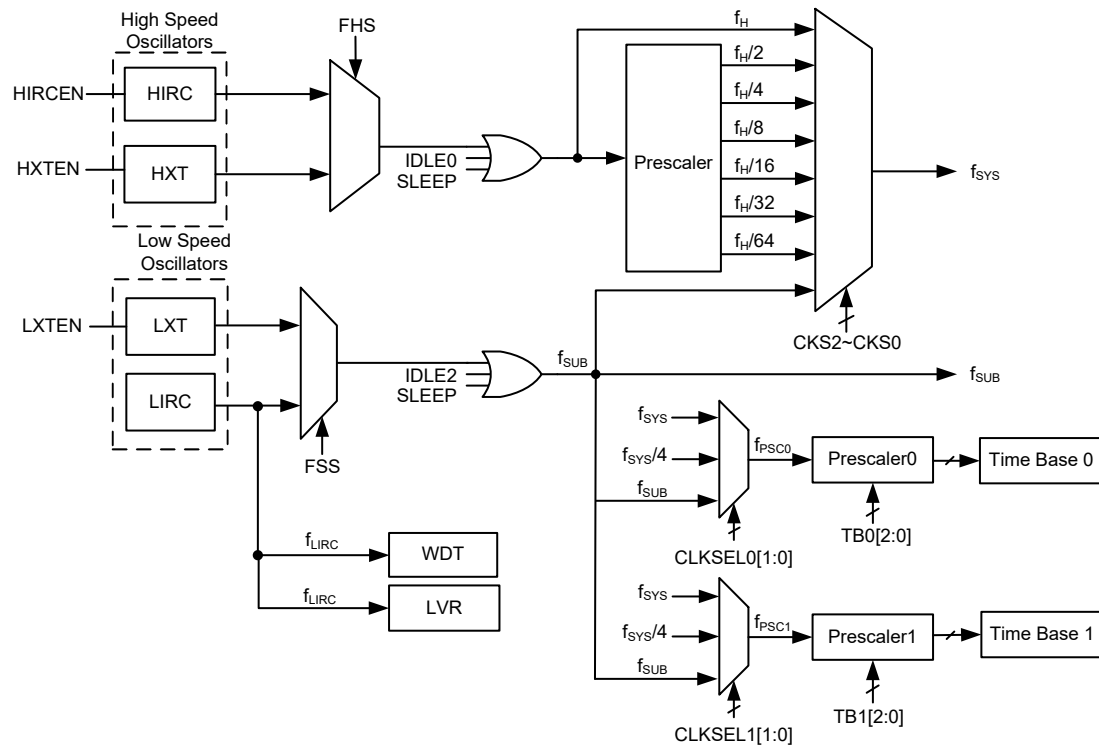 High Speed
Oscillators
FHS
HIRCEN
HIRC
HXTEN
HXT
IDLE0
SLEEP
Prescaler
fH
fH/2
fH/4
fH/8
fH/16
fH/32
fH/64
fSYS
CKS2~CKS0
Low Speed
Oscillators
LXTEN
LXT
LIRC
FSS
IDLE2
SLEEP
fSUB
fSUB
fLIRC
WDT
fLIRC
LVR
fSYS
fSYS/4
fSUB
fPSC0
CLKSEL0[1:0]
Prescaler0
TB0[2:0]
Time Base 0
fSYS
fSYS/4
fSUB
fPSC1
CLKSEL1[1:0]
Prescaler1
TB1[2:0]
Time Base 1